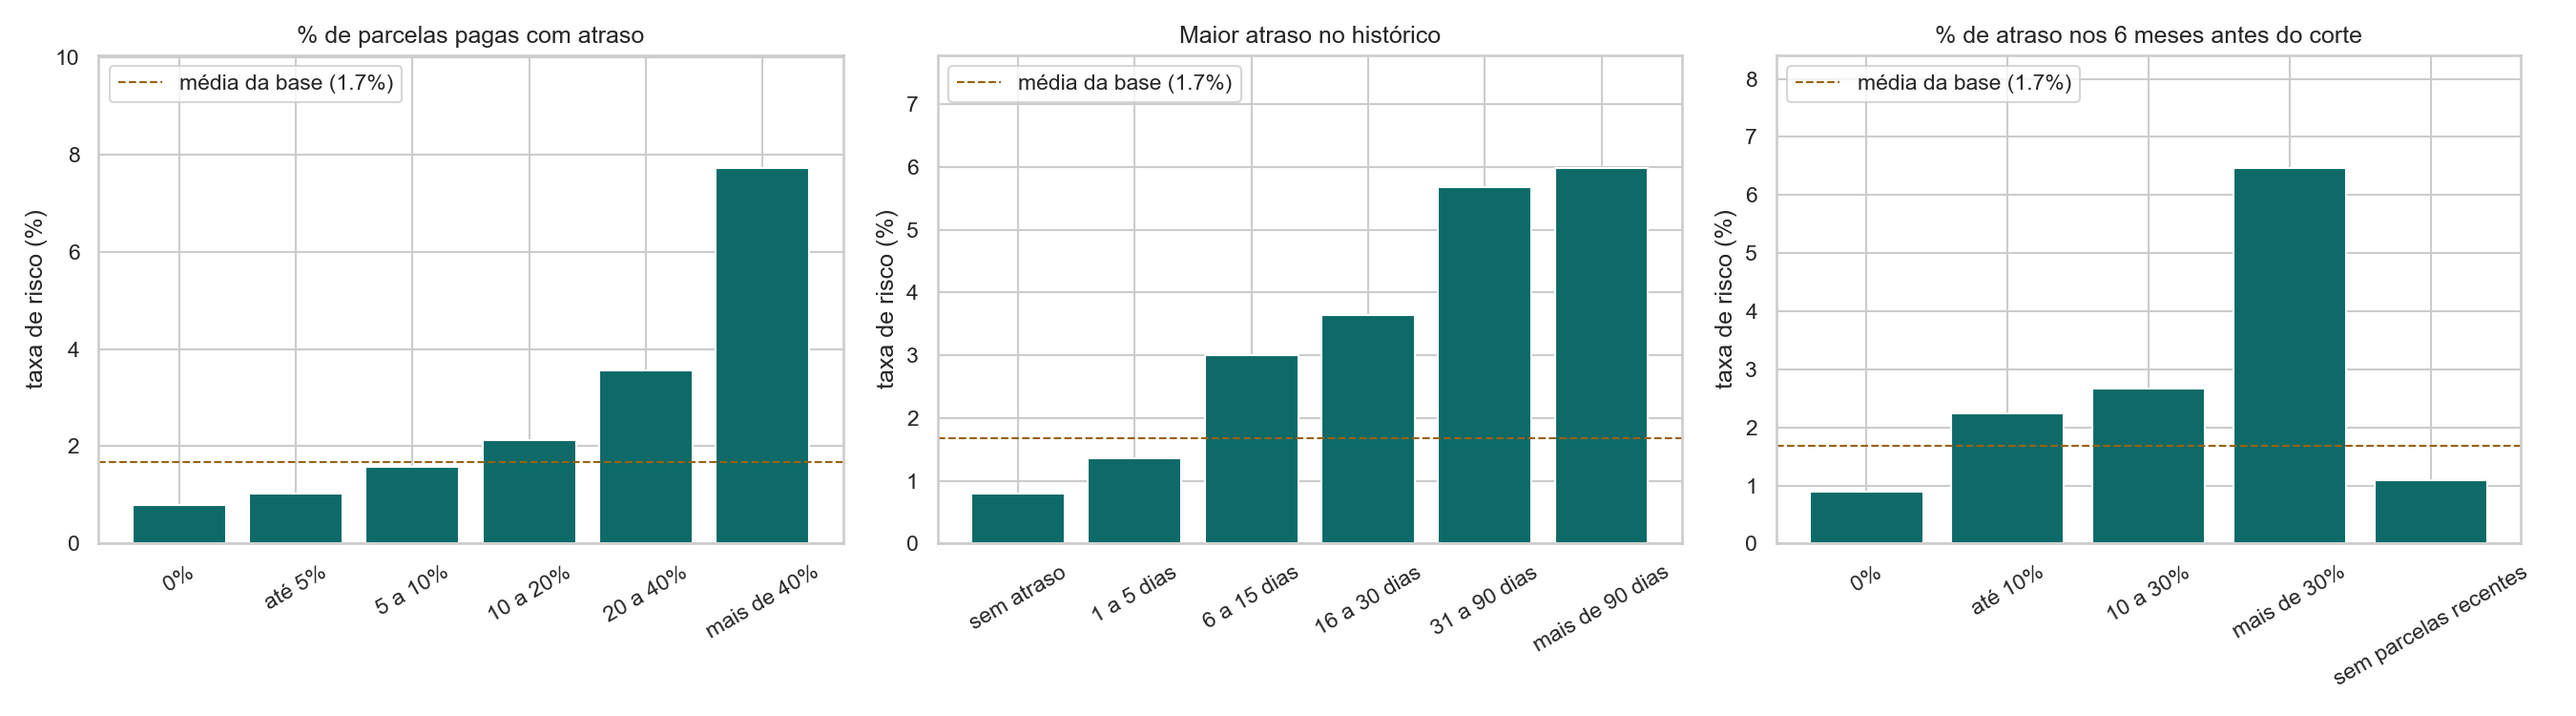 % de parcelas pagas com atraso
média da base (1.7%)
taxa de risco (%)
10
8
6
4
2
0
0%
até 5%
5 a 10%
10 a 20%
20 a 40%
mais de 40%
Maior atraso no histórico
média da base (1.7%)
taxa de risco (%)
7
6
5
4
3
2
1
0
sem atraso
1 a 5 dias
6 a 15 dias
16 a 30 dias
31 a 90 dias
mais de 90 dias
% de atraso nos 6 meses antes do corte
média da base (1.7%)
taxa de risco (%)
8
7
6
5
4
3
2
1
0
0%
até 10%
10 a 30%
mais de 30%
sem parcelas recentes